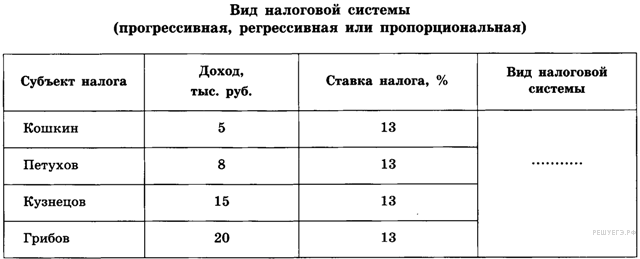 Вид налоговой системы
(прогрессивная, регрессивная или пропорциональная)
Субъект налога | Доход, тыс. руб. | Ставка налога, % | Вид налоговой системы
Кошкин | 5 | 13 | ...........
Петухов | 8 | 13
Кузнецов | 15 | 13
Грибов | 20 | 13
РЕШУЕГЭ.РФ